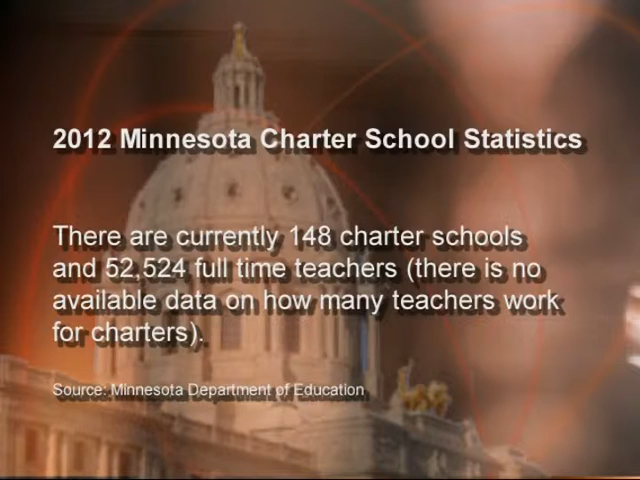 2012 Minnesota Charter School Statistics
There are currently 148 charter schools
and 52,524 full time teachers (there is no
available data on how many teachers work
for charters).
Source: Minnesota Department of Education